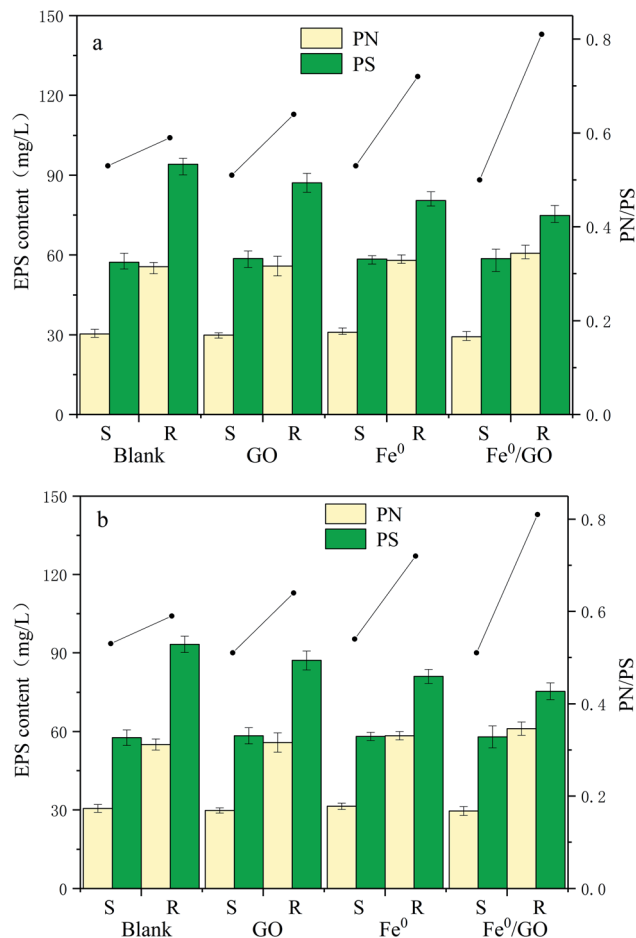 a
PN
PS
EPS content（mg/L）
150
120
90
60
30
0
0.8
0.6
0.4
0.2
0.0
PN/PS
S R S R S R S R
Blank GO Fe⁰ Fe⁰/GO
b
PN
PS
EPS content（mg/L）
150
120
90
60
30
0
0.8
0.6
0.4
0.2
0.0
PN/PS
S R S R S R S R
Blank GO Fe⁰ Fe⁰/GO